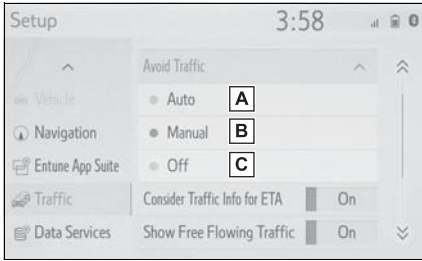 Setup 3:58
Avoid Traffic
Vehicle
Auto A
Navigation
Manual B
Entune App Suite
Off C
Traffic
Consider Traffic Info for ETA On
Data Services
Show Free Flowing Traffic On